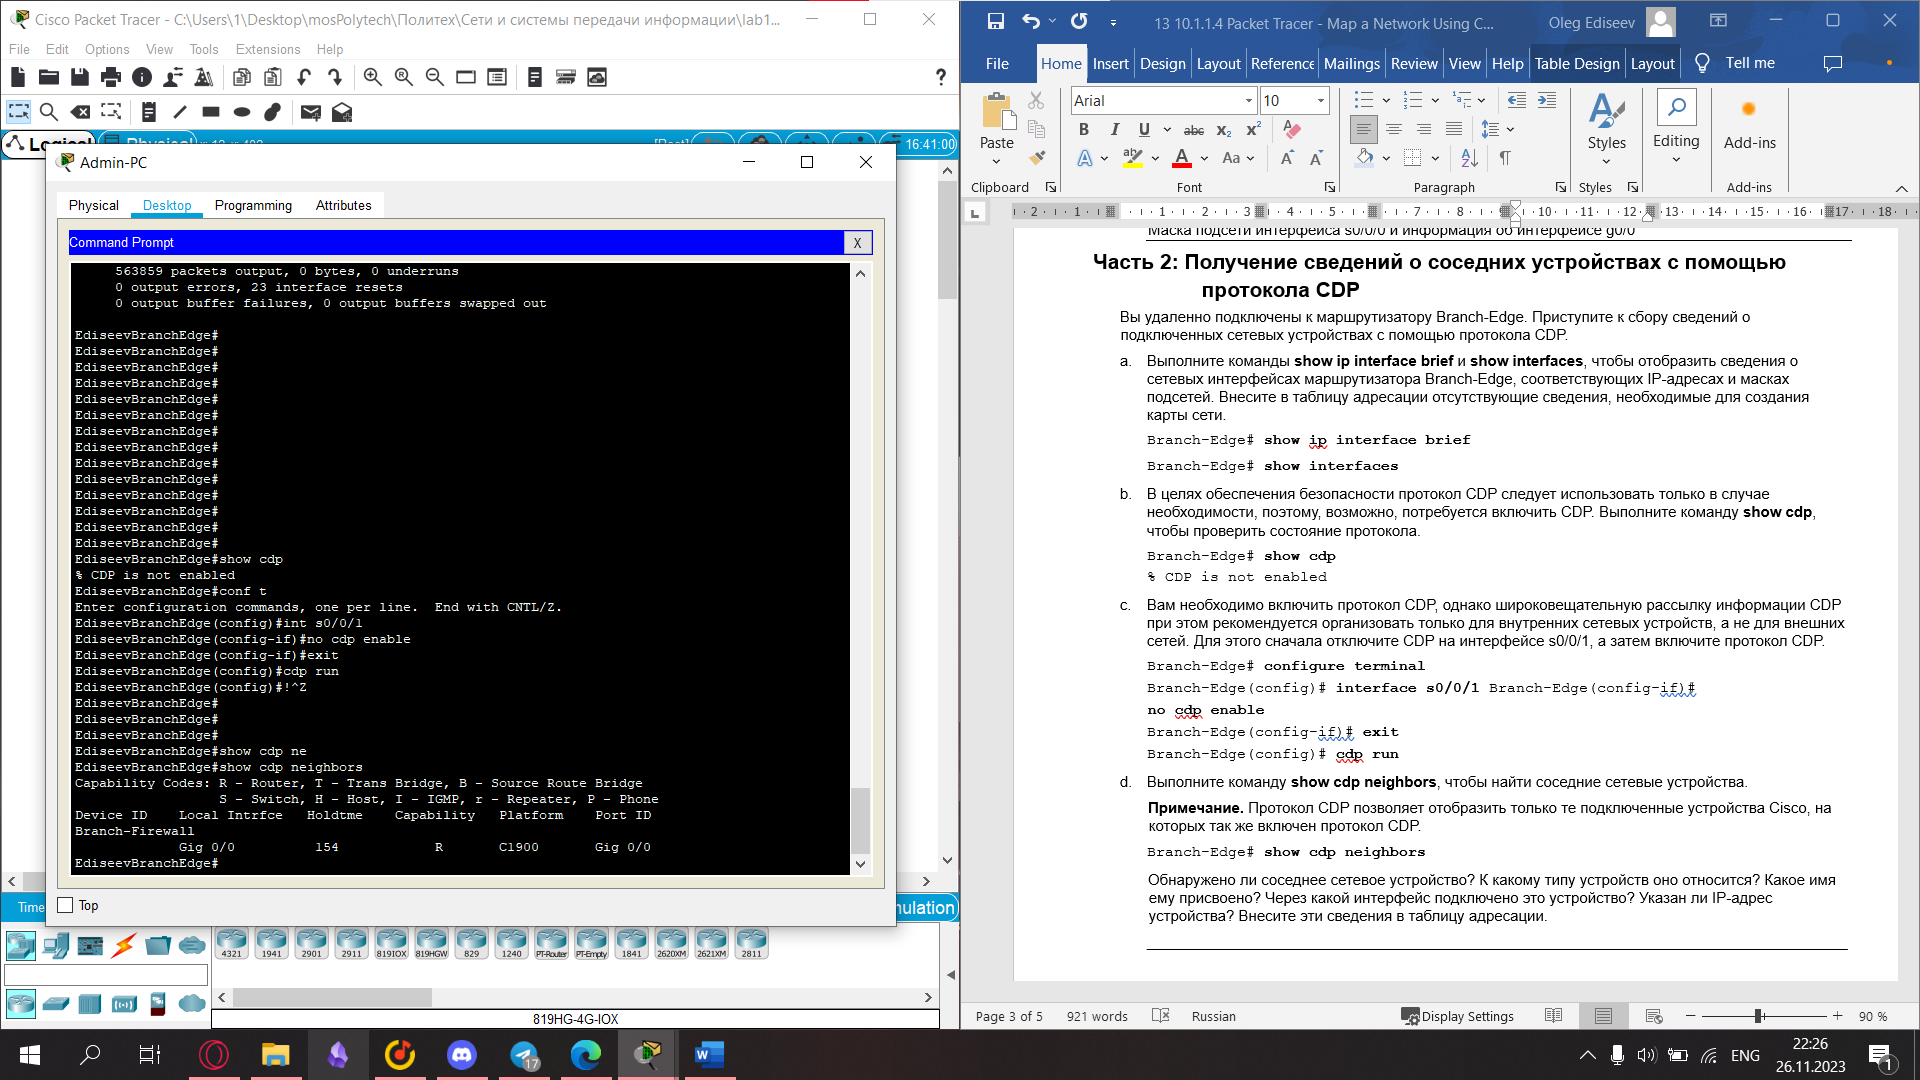 Cisco Packet Tracer - C:\Users\1\Desktop\mosPolytech\Политех\Сети и системы передачи информации\lab1...
File Edit Options View Tools Extensions Help
?
Logical
Physical
16:41:00
Admin-PC
Physical Desktop Programming Attributes
Command Prompt
X
563859 packets output, 0 bytes, 0 underruns
0 output errors, 23 interface resets
0 output buffer failures, 0 output buffers swapped out
EdiseevBranchEdge#
EdiseevBranchEdge#
EdiseevBranchEdge#
EdiseevBranchEdge#
EdiseevBranchEdge#
EdiseevBranchEdge#
EdiseevBranchEdge#
EdiseevBranchEdge#
EdiseevBranchEdge#
EdiseevBranchEdge#
EdiseevBranchEdge#
EdiseevBranchEdge#
EdiseevBranchEdge#
EdiseevBranchEdge#
EdiseevBranchEdge#show cdp
% CDP is not enabled
EdiseevBranchEdge#conf t
Enter configuration commands, one per line. End with CNTL/Z.
EdiseevBranchEdge(config)#int s0/0/1
EdiseevBranchEdge(config-if)#no cdp enable
EdiseevBranchEdge(config-if)#exit
EdiseevBranchEdge(config)#cdp run
EdiseevBranchEdge(config)#!^Z
EdiseevBranchEdge#
EdiseevBranchEdge#
EdiseevBranchEdge#
EdiseevBranchEdge#show cdp ne
EdiseevBranchEdge#show cdp neighbors
Capability Codes: R - Router, T - Trans Bridge, B - Source Route Bridge
S - Switch, H - Host, I - IGMP, r - Repeater, P - Phone
Device ID Local Intrfce Holdtme Capability Platform Port ID
Branch-Firewall
Gig 0/0 154 R C1900 Gig 0/0
EdiseevBranchEdge#
Top
Time
nulation
4321 1941 2901 2911 819IOX 819HGW 829 1240 PT-Router PT-Empty 1841 2620XM 2621XM 2811
819HG-4G-IOX
13 10.1.1.4 Packet Tracer - Map a Network Using C...
Oleg Ediseev
File Home Insert Design Layout Reference Mailings Review View Help Table Design Layout Tell me
Arial 10
Paste
Styles
Editing
Add-ins
Clipboard Font Paragraph Styles Add-ins
Маска подсети интерфейса s0/0/0 и информация об интерфейсе g0/0
Часть 2: Получение сведений о соседних устройствах с помощью
протокола CDP
Вы удаленно подключены к маршрутизатору Branch-Edge. Приступите к сбору сведений о
подключенных сетевых устройствах с помощью протокола CDP.
a. Выполните команды show ip interface brief и show interfaces, чтобы отобразить сведения о
сетевых интерфейсах маршрутизатора Branch-Edge, соответствующих IP-адресах и масках
подсетей. Внесите в таблицу адресации отсутствующие сведения, необходимые для создания
карты сети.
Branch-Edge# show ip interface brief
Branch-Edge# show interfaces
b. В целях обеспечения безопасности протокол CDP следует использовать только в случае
необходимости, поэтому, возможно, потребуется включить CDP. Выполните команду show cdp,
чтобы проверить состояние протокола.
Branch-Edge# show cdp
% CDP is not enabled
c. Вам необходимо включить протокол CDP, однако широковещательную рассылку информации CDP
при этом рекомендуется организовать только для внутренних сетевых устройств, а не для внешних
сетей. Для этого сначала отключите CDP на интерфейсе s0/0/1, а затем включите протокол CDP.
Branch-Edge# configure terminal
Branch-Edge(config)# interface s0/0/1 Branch-Edge(config-if)#
no cdp enable
Branch-Edge(config-if)# exit
Branch-Edge(config)# cdp run
d. Выполните команду show cdp neighbors, чтобы найти соседние сетевые устройства.
Примечание. Протокол CDP позволяет отобразить только те подключенные устройства Cisco, на
которых так же включен протокол CDP.
Branch-Edge# show cdp neighbors
Обнаружено ли соседнее сетевое устройство? К какому типу устройств оно относится? Какое имя
ему присвоено? Через какой интерфейс подключено это устройство? Указан ли IP-адрес
устройства? Внесите эти сведения в таблицу адресации.
Page 3 of 5 921 words Russian Display Settings 90 %
17
ENG
22:26
26.11.2023
1